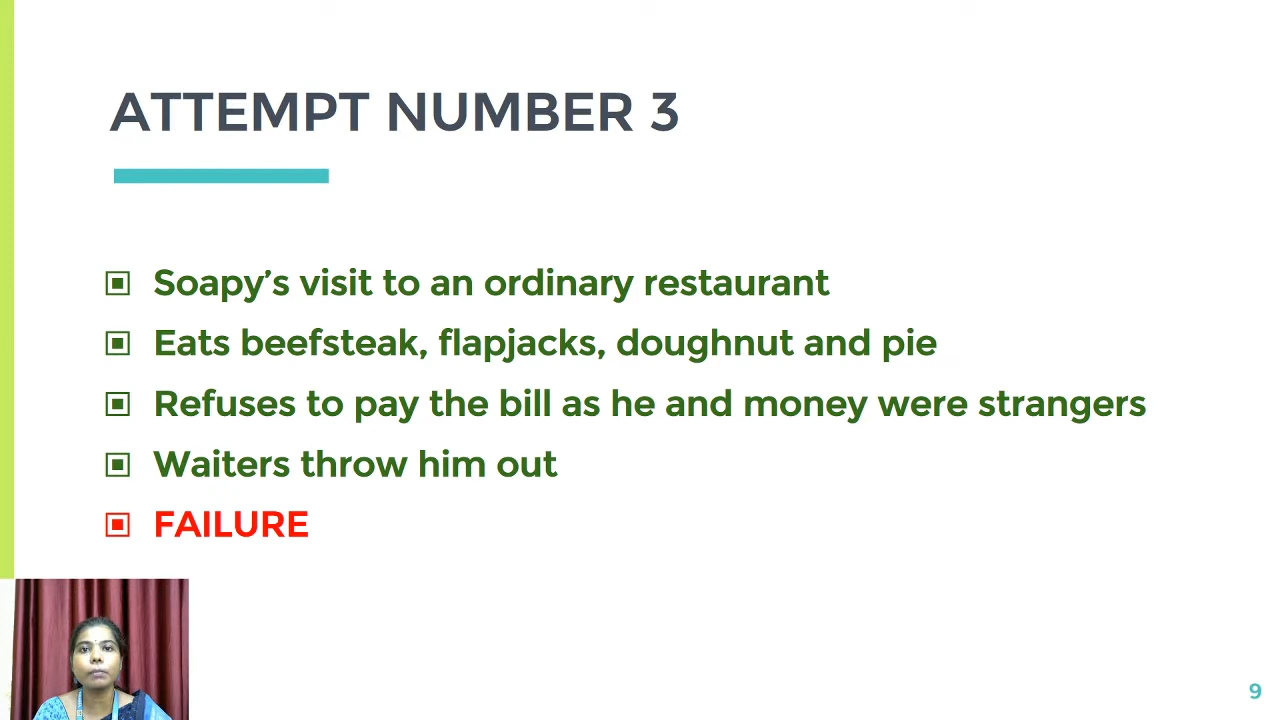 ATTEMPT NUMBER 3
Soapy’s visit to an ordinary restaurant
Eats beefsteak, flapjacks, doughnut and pie
Refuses to pay the bill as he and money were strangers
Waiters throw him out
FAILURE
9